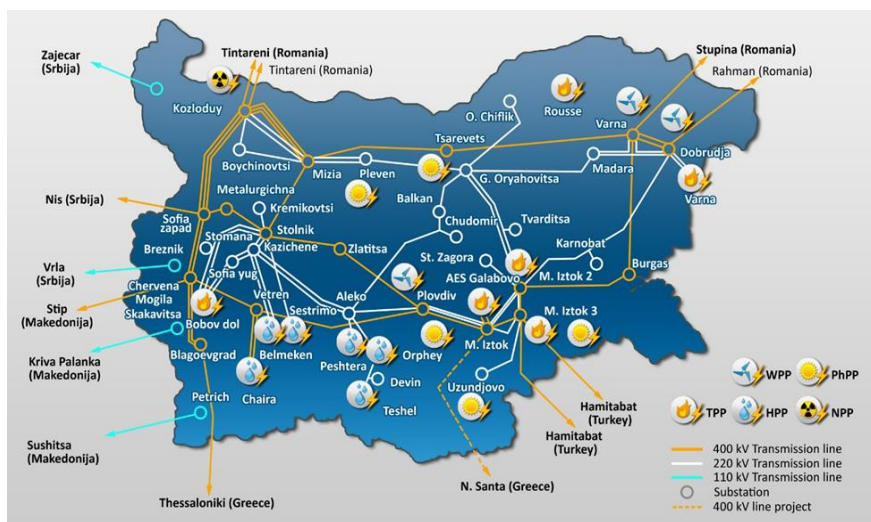 Zajecar
(Srbija)
Tintareni (Romania)
Tintareni (Romania)
Stupina (Romania)
Rahman (Romania)
Kozloduy
O. Chiflik
Rousse
Varna
Dobrudja
Tsarevets
Boychinovtsi
Mizia
Pleven
G. Oryahovitsa
Madara
Varna
Metalurgichna
Kremikovtsi
Nis (Srbija)
Sofia
zapad
Stolnik
Balkan
Chudomir
Tvarditsa
Breznik
Stomana
Kazichene
Zlatitsa
St. Zagora
Karnobat
Vrla
(Srbija)
Sofia yug
AES Galabovo
M. Iztok 2
Burgas
Chervena
Mogila
Skakavitsa
Vetren
Sestrimo
Aleko
Plovdiv
Stip
(Makedonija)
Bobov dol
M. Iztok 3
Blagoevgrad
Belmeken
Peshtera
Orphey
M. Iztok
Kriva Palanka
(Makedonija)
Petrich
Chaira
Devin
Teshel
Uzundjovo
WPP
PhPP
Hamitabat
(Turkey)
TPP
HPP
NPP
Sushitsa
(Makedonija)
Hamitabat
(Turkey)
400 kV Transmission line
220 kV Transmission line
110 kV Transmission line
Substation
400 kV line project
Thessaloniki (Greece)
N. Santa (Greece)